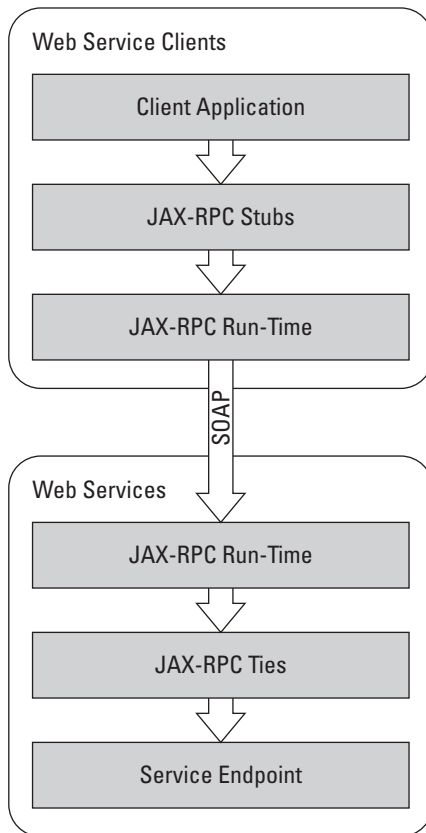 Web Service Clients
Client Application
JAX-RPC Stubs
JAX-RPC Run-Time
SOAP
Web Services
JAX-RPC Run-Time
JAX-RPC Ties
Service Endpoint